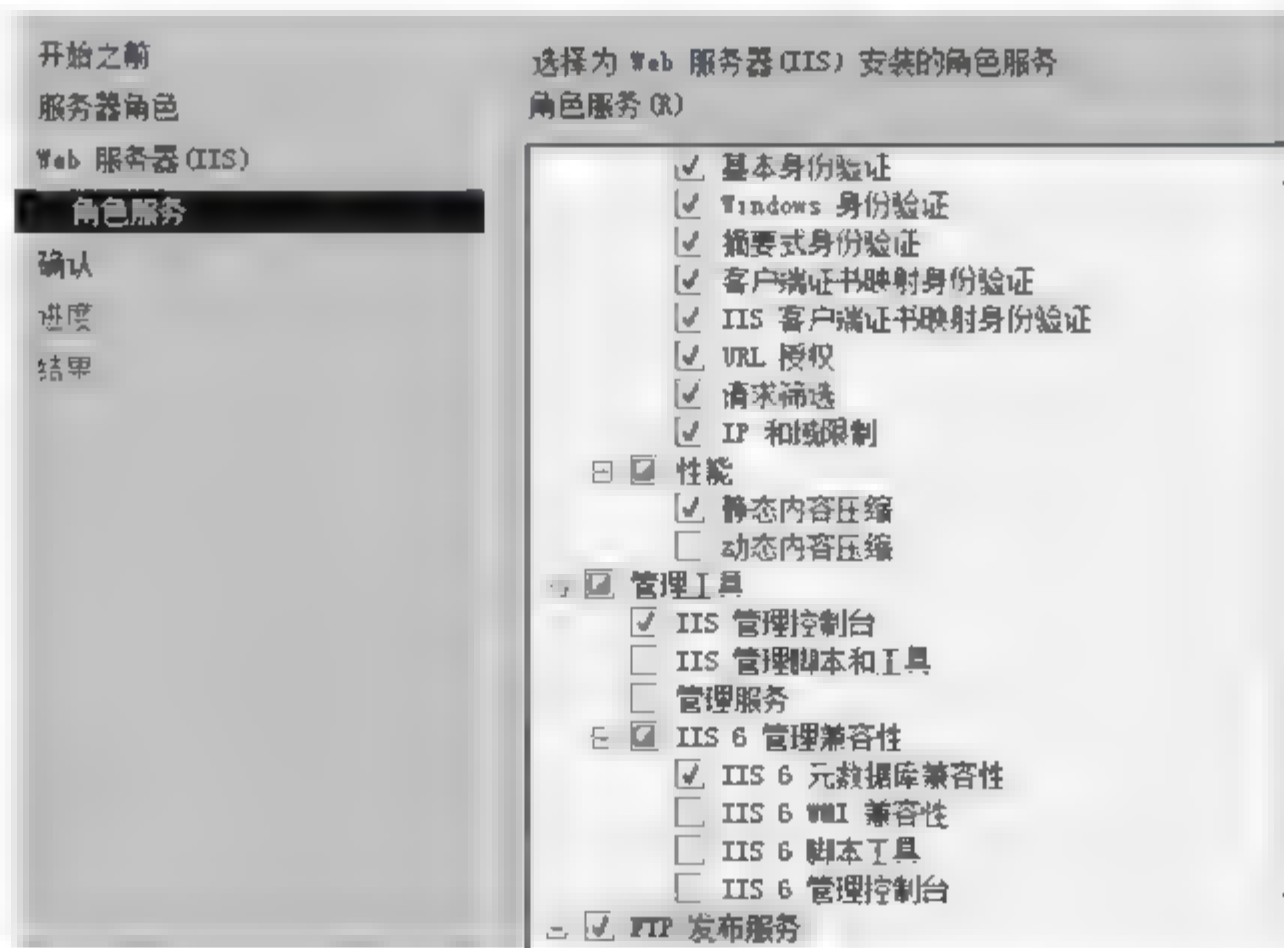 开始之前
服务器角色
Web 服务器(IIS)
角色服务
确认
进度
结果
选择为 Web 服务器(IIS) 安装的角色服务
角色服务(R)
基本身份验证
Windows 身份验证
摘要式身份验证
客户端证书映射身份验证
IIS 客户端证书映射身份验证
URL 授权
请求筛选
IP 和域限制
性能
静态内容压缩
动态内容压缩
管理工具
IIS 管理控制台
IIS 管理脚本和工具
管理服务
IIS 6 管理兼容性
IIS 6 元数据库兼容性
IIS 6 WMI 兼容性
IIS 6 脚本工具
IIS 6 管理控制台
FTP 发布服务